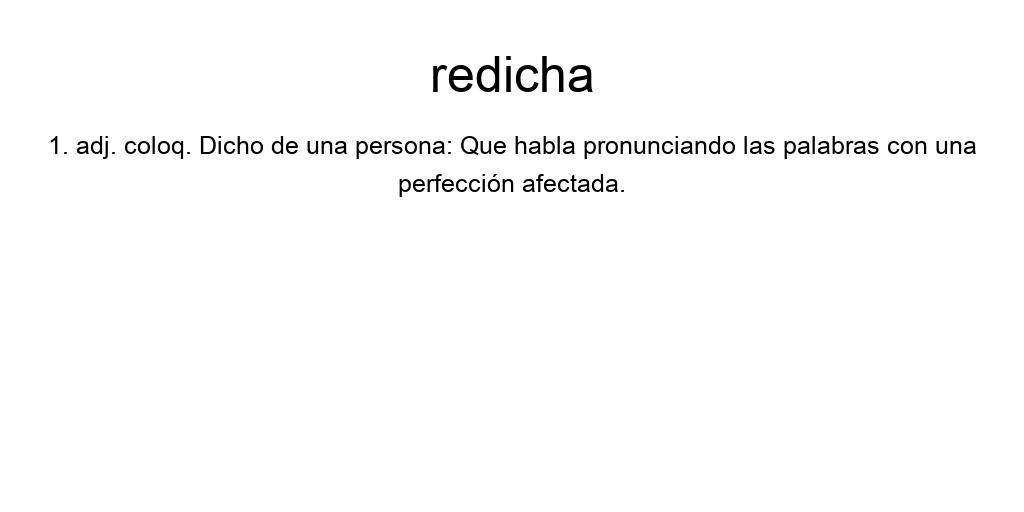 redicha
1. adj. coloq. Dicho de una persona: Que habla pronunciando las palabras con una
perfección afectada.